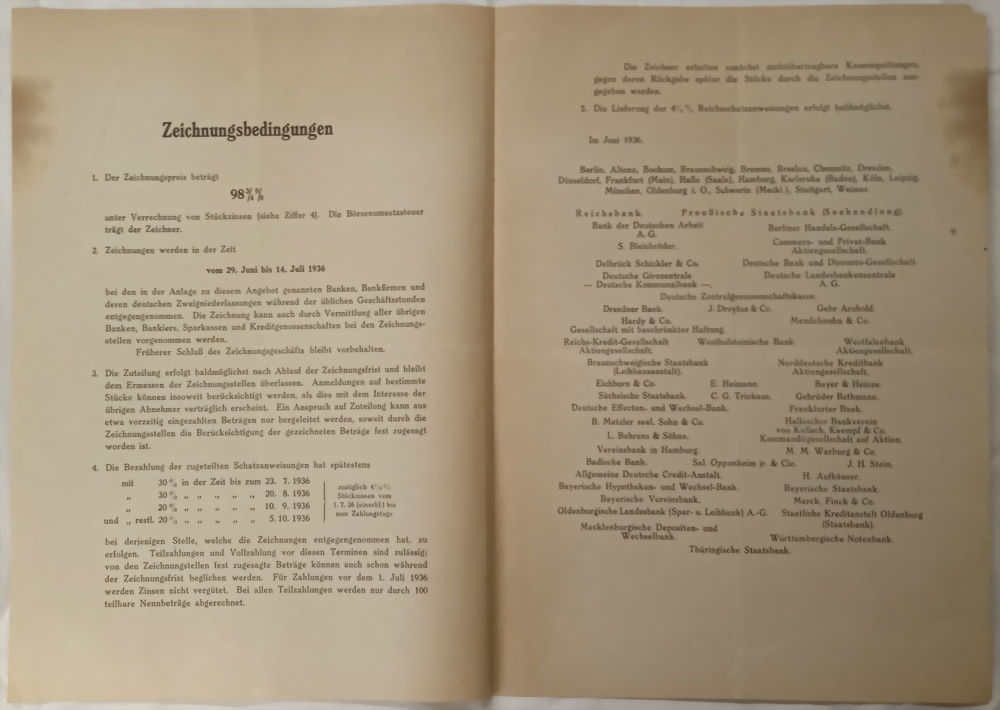 Zeichnungsbedingungen
1. Der Zeichnungspreis beträgt
98¾%
unter Verrechnung von Stückzinsen (siehe Ziffer 4). Die Börsenumsatzsteuer
trägt der Zeichner.
2. Zeichnungen werden in der Zeit
vom 29. Juni bis 14. Juli 1936
bei den in der Anlage zu diesem Angebot genannten Banken, Bankfirmen und
deren deutschen Zweigniederlassungen während der üblichen Geschäftsstunden
entgegengenommen. Die Zeichnung kann auch durch Vermittlung aller übrigen
Banken, Bankiers, Sparkassen und Kreditgenossenschaften bei den Zeichnungs-
stellen vorgenommen werden.
Früherer Schluß des Zeichnungsgeschäfts bleibt vorbehalten.
3. Die Zuteilung erfolgt baldmöglichst nach Ablauf der Zeichnungsfrist und bleibt
dem Ermessen der Zeichnungsstellen überlassen. Anmeldungen auf bestimmte
Stücke können insoweit berücksichtigt werden, als dies mit dem Interesse der
übrigen Abnehmer verträglich erscheint. Ein Anspruch auf Zuteilung kann aus
etwa vorzeitig eingezahlten Beträgen nur hergeleitet werden, soweit durch die
Zeichnungsstellen die Berücksichtigung der gezeichneten Beträge fest zugesagt
worden ist.
4. Die Bezahlung der zugeteilten Schatzanweisungen hat spätestens
mit 30% in der Zeit bis zum 23. 7. 1936
„ 30% „ „ „ „ „ 20. 8. 1936
„ 20% „ „ „ „ „ 10. 9. 1936
und „ restl. 20% „ „ „ „ „ 5. 10. 1936
zuzüglich 4½%
Stückzinsen vom
1. 7. 36 (einschl.) bis
zum Zahlungstage
bei derjenigen Stelle, welche die Zeichnungen entgegengenommen hat, zu
erfolgen. Teilzahlungen und Vollzahlung vor diesen Terminen sind zulässig;
von den Zeichnungstellen fest zugesagte Beträge können auch schon während
der Zeichnungsfrist beglichen werden. Für Zahlungen vor dem 1. Juli 1936
werden Zinsen nicht vergütet. Bei allen Teilzahlungen werden nur durch 100
teilbare Nennbeträge abgerechnet.
Die Zeichner erhalten zunächst nichtübertragbare Kassenquittungen,
gegen deren Rückgabe später die Stücke durch die Zeichnungsstellen aus-
gegeben werden.
5. Die Lieferung der 4½% Reichsschatzanweisungen erfolgt baldmöglichst.
Im Juni 1936.
Berlin, Altona, Bochum, Braunschweig, Bremen, Breslau, Chemnitz, Dresden,
Düsseldorf, Frankfurt (Main), Halle (Saale), Hamburg, Karlsruhe (Baden), Köln, Leipzig,
München, Oldenburg i. O., Schwerin (Meckl.), Stuttgart, Weimar.
Reichsbank. Preußische Staatsbank (Seehandlung).
Bank der Deutschen Arbeit
A. G.
Berliner Handels-Gesellschaft.
S. Bleichröder.
Commerz- und Privat-Bank
Aktiengesellschaft.
Delbrück Schickler & Co. Deutsche Bank und Disconto-Gesellschaft.
Deutsche Girozentrale
— Deutsche Kommunalbank —.
Deutsche Landesbankenzentrale
A. G.
Deutsche Zentralgenossenschaftskasse.
Dresdner Bank J. Dreyfus & Co. Gebr. Arnhold.
Hardy & Co.
Gesellschaft mit beschränkter Haftung.
Mendelssohn & Co.
Reichs-Kredit-Gesellschaft
Aktiengesellschaft.
Westholsteinische Bank.
Westfalenbank
Aktiengesellschaft.
Braunschweigische Staatsbank
(Leihhausanstalt).
Norddeutsche Kreditbank
Aktiengesellschaft.
Eichborn & Co E. Heimann. Bayer & Heinze.
Sächsische Staatsbank. C. G. Trinkaus. Gebrüder Bethmann.
Deutsche Effecten- und Wechsel-Bank. Frankfurter Bank.
B. Metzler seel. Sohn & Co.
Hallescher Bankverein
von Kulisch, Kaempf & Co.
Kommanditgesellschaft auf Aktien.
L. Behrens & Söhne.
Vereinsbank in Hamburg. M. M. Warburg & Co.
Badische Bank. Sal. Oppenheim jr. & Cie. J. H. Stein.
Allgemeine Deutsche Credit-Anstalt. H. Aufhäuser.
Bayerische Hypotheken- und Wechsel-Bank. Bayerische Staatsbank.
Bayerische Vereinsbank. Merck, Finck & Co.
Oldenburgische Landesbank (Spar- u. Leihbank) A.-G.
Staatliche Kreditanstalt Oldenburg
(Staatsbank).
Mecklenburgische Depositen- und
Wechselbank.
Württembergische Notenbank.
Thüringische Staatsbank.